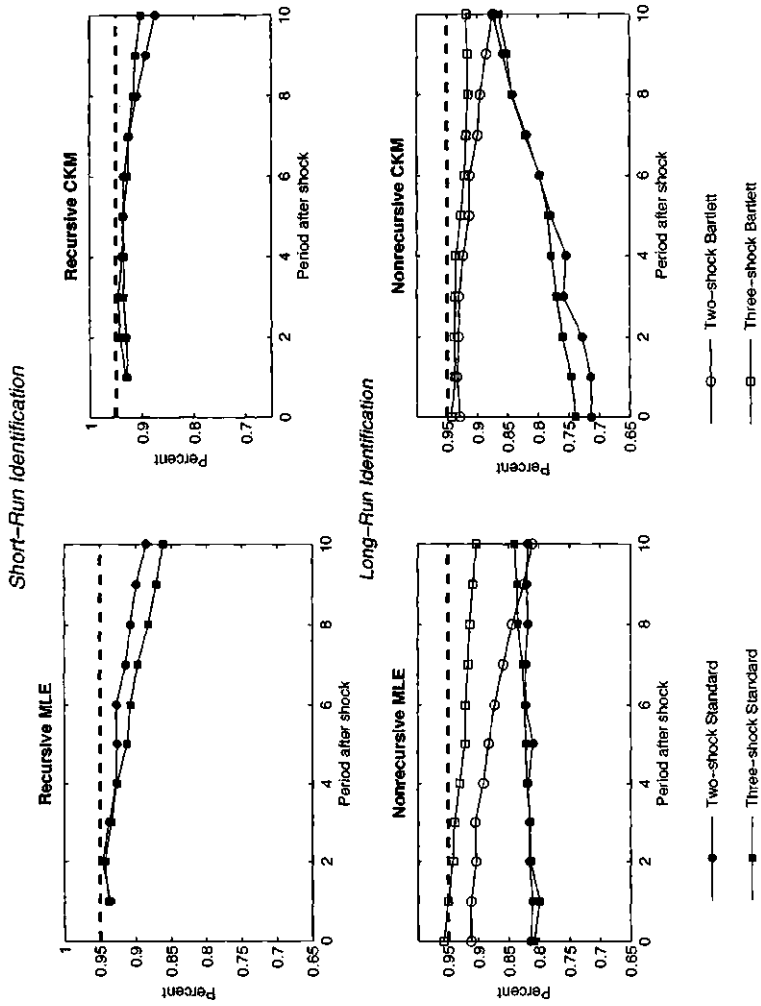 Short-Run Identification
Recursive MLE
1
0.95
0.9
0.85
0.8
0.75
0.7
0.65
Percent
0 2 4 6 8 10
Period after shock
Recursive CKM
1
0.9
0.8
0.7
Percent
0 2 4 6 8 10
Period after shock
Long-Run Identification
Nonrecursive MLE
0.95
0.9
0.85
0.8
0.75
0.7
0.65
Percent
0 2 4 6 8 10
Period after shock
Nonrecursive CKM
0.95
0.9
0.85
0.8
0.75
0.7
0.65
Percent
0 2 4 6 8 10
Period after shock
Two-shock Standard
Three-shock Standard
Two-shock Bartlett
Three-shock Bartlett